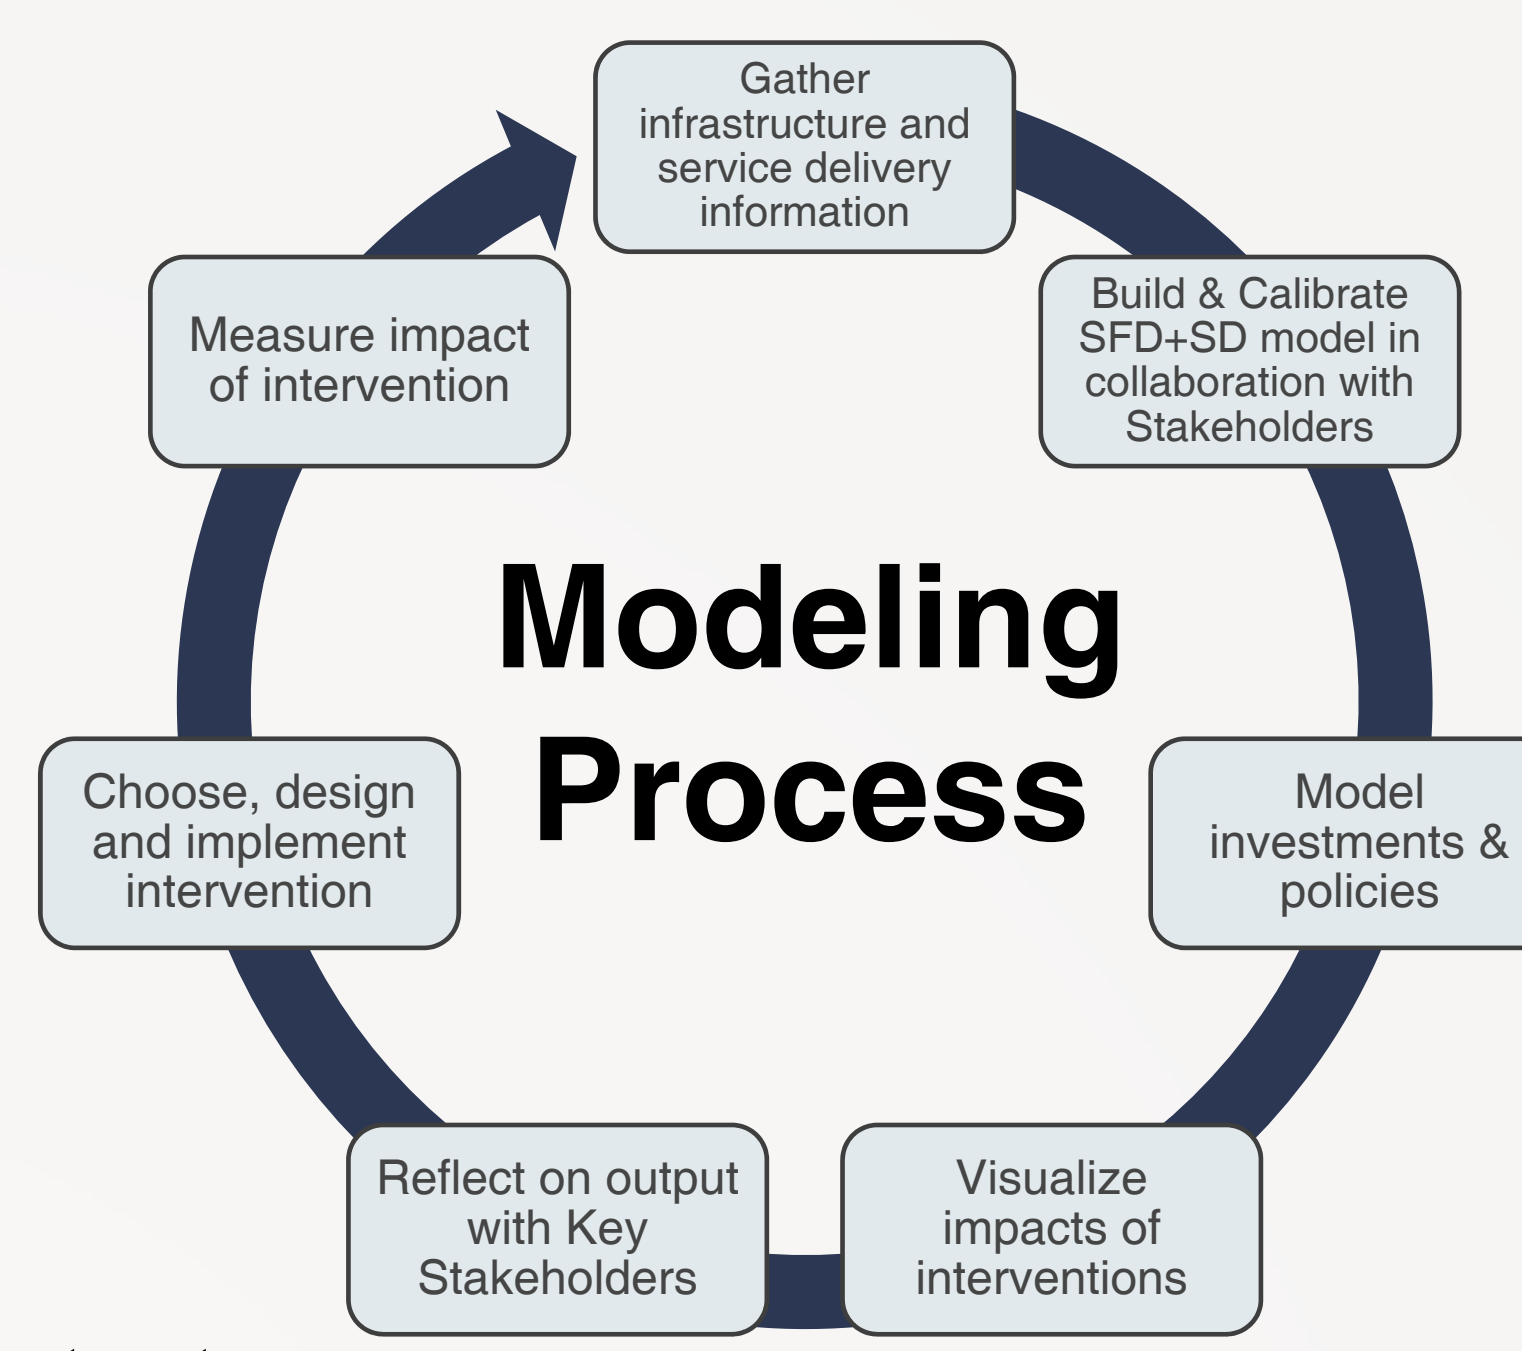 Gather
infrastructure and
service delivery
information
Build & Calibrate
SFD+SD model in
collaboration with
Stakeholders
Model
investments &
policies
Visualize
impacts of
interventions
Reflect on output
with Key
Stakeholders
Choose, design
and implement
intervention
Measure impact
of intervention
Modeling
Process